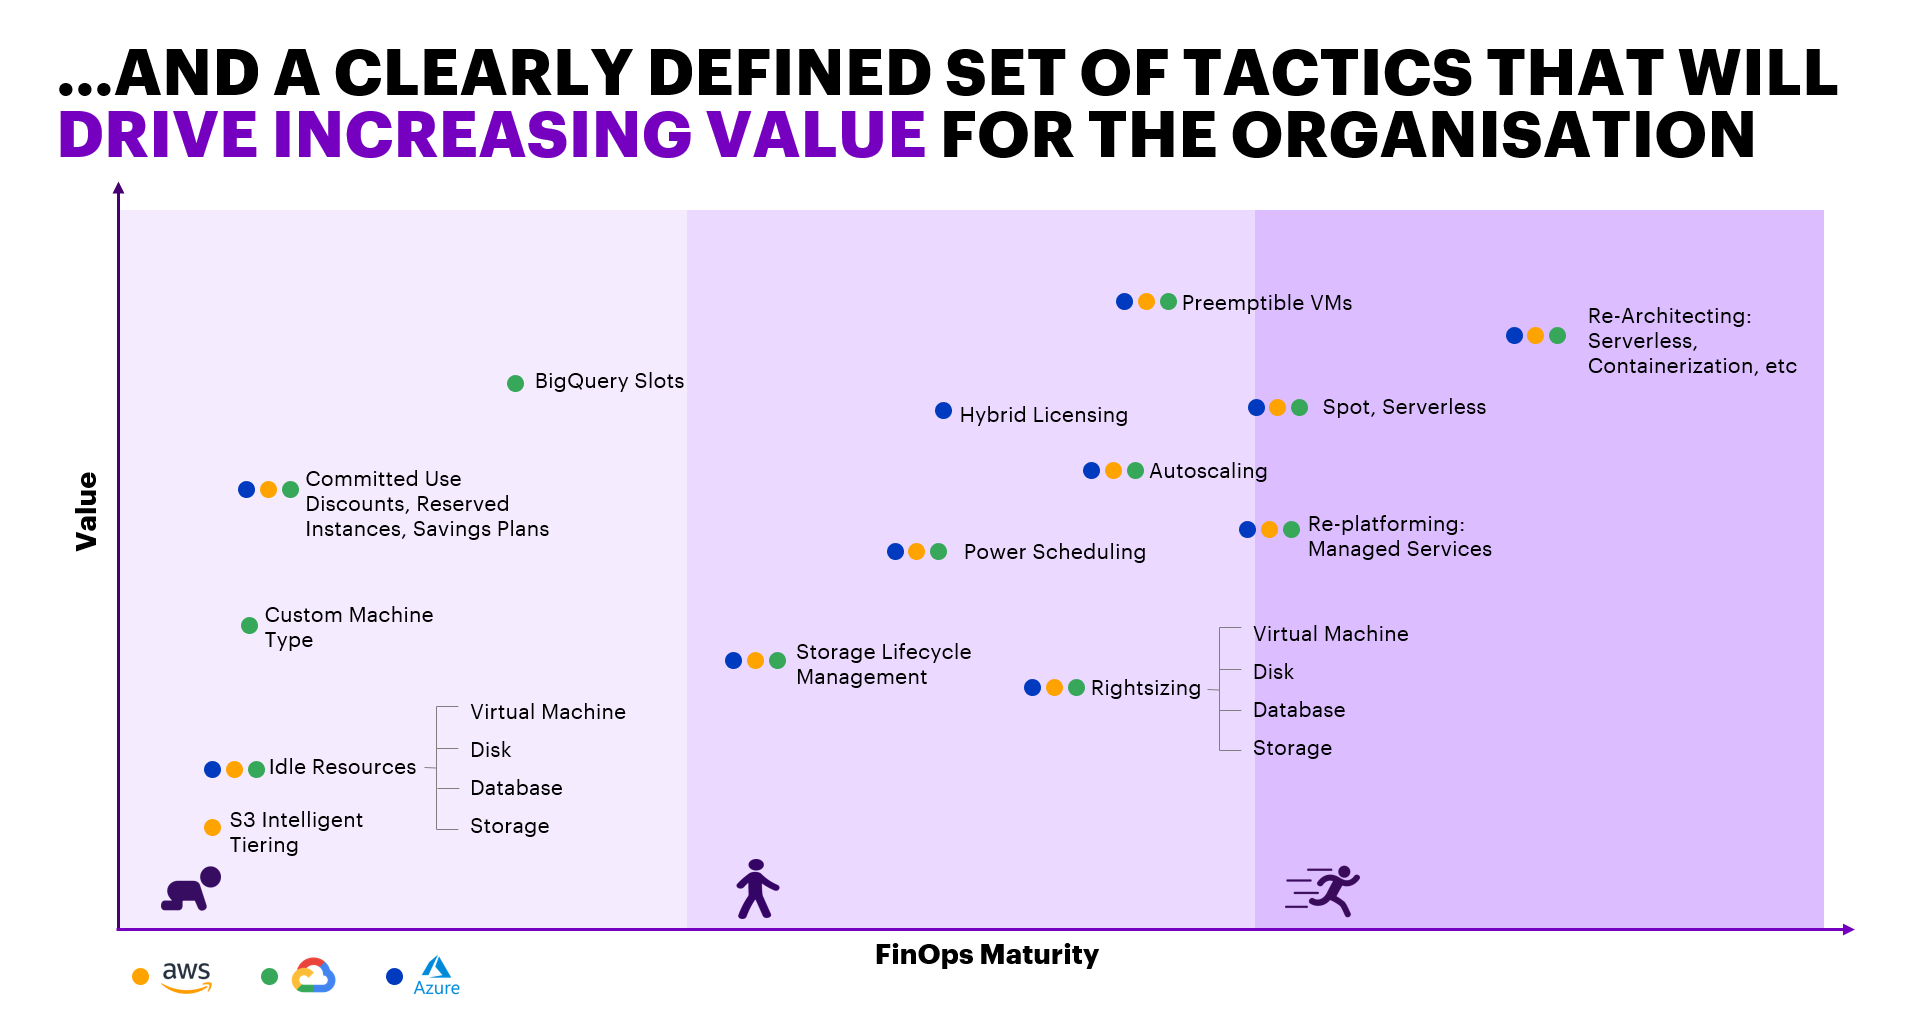 ...AND A CLEARLY DEFINED SET OF TACTICS THAT WILL
DRIVE INCREASING VALUE FOR THE ORGANISATION
Value
Preemptible VMs
Re-Architecting:
Serverless,
Containerization, etc
BigQuery Slots
Hybrid Licensing
Spot, Serverless
Committed Use
Discounts, Reserved
Instances, Savings Plans
Autoscaling
Power Scheduling
Re-platforming:
Managed Services
Custom Machine
Type
Storage Lifecycle
Management
Rightsizing
Virtual Machine
Disk
Database
Storage
Idle Resources
Virtual Machine
Disk
Database
Storage
S3 Intelligent
Tiering
FinOps Maturity
aws
Azure